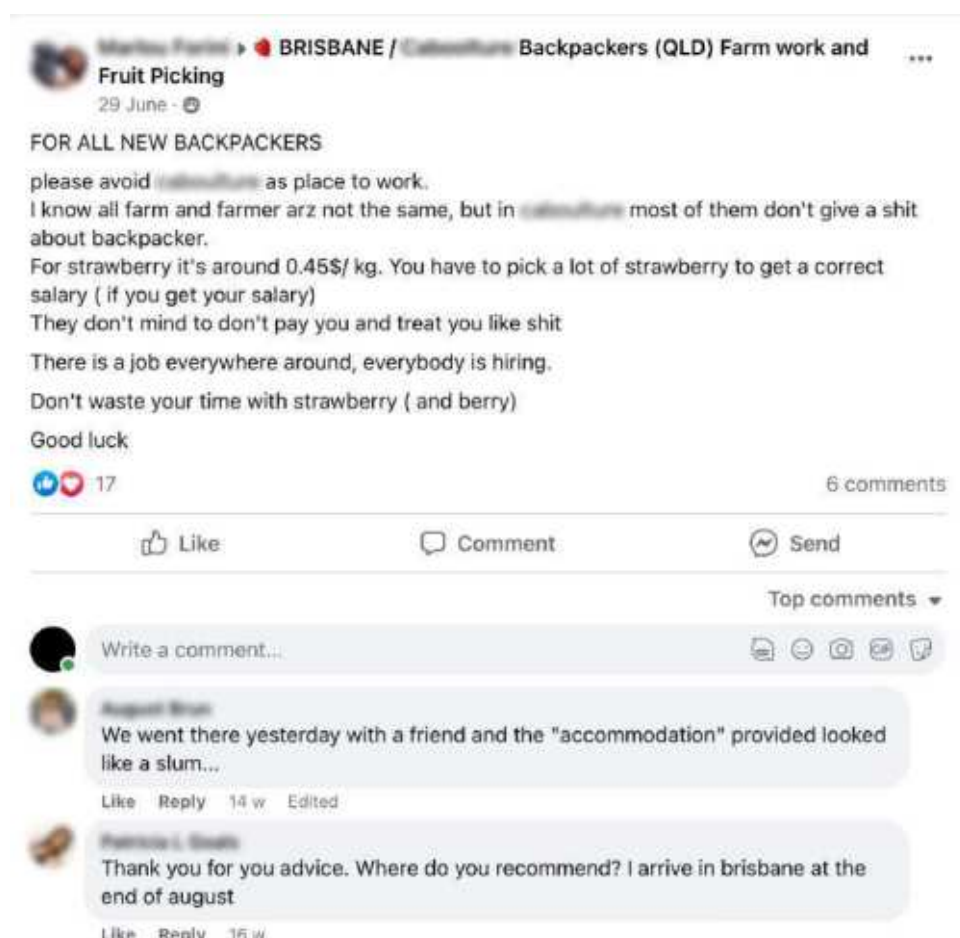 BRISBANE / Backpackers (QLD) Farm work and
Fruit Picking
29 June ·
FOR ALL NEW BACKPACKERS
please avoid as place to work.
I know all farm and farmer arz not the same, but in most of them don't give a shit
about backpacker.
For strawberry it's around 0.45$/ kg. You have to pick a lot of strawberry to get a correct
salary ( if you get your salary)
They don't mind to don't pay you and treat you like shit
There is a job everywhere around, everybody is hiring.
Don't waste your time with strawberry ( and berry)
Good luck
17 6 comments
Like Comment Send
Top comments
Write a comment... GIF
We went there yesterday with a friend and the "accommodation" provided looked
like a slum...
Like Reply 14 w Edited
Thank you for you advice. Where do you recommend? I arrive in brisbane at the
end of august
Like Reply 16 w